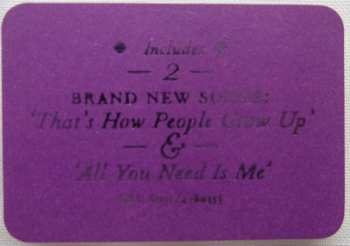 Includes
2
BRAND NEW SONGS:
'That's How People Grow Up'
&
'All You Need Is Me'